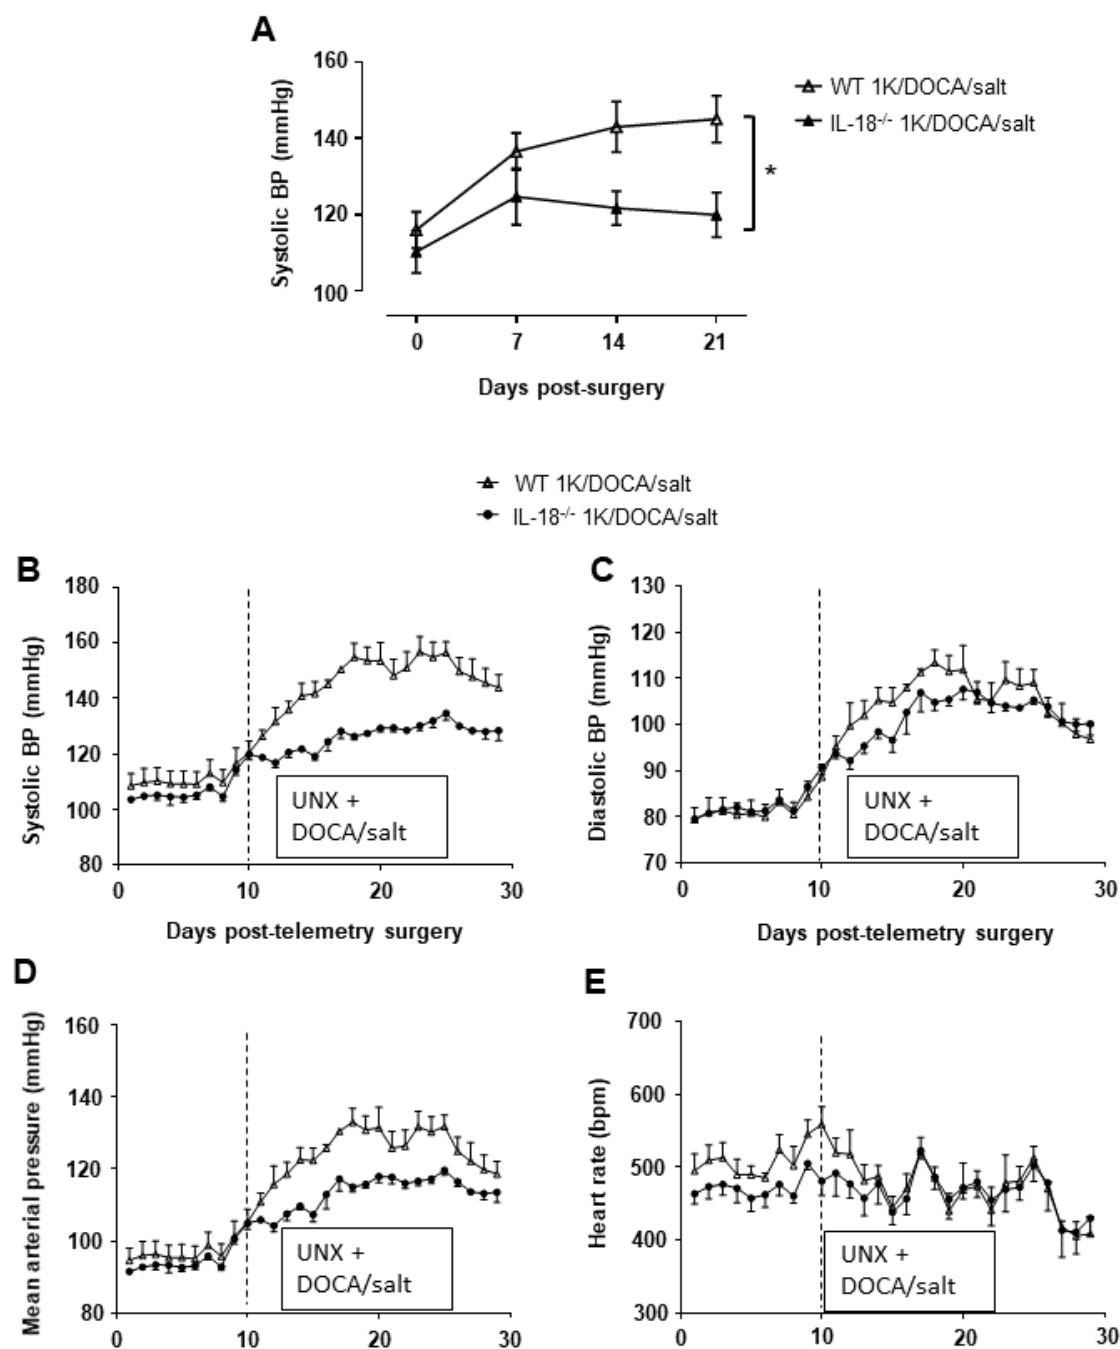 A
Systolic BP (mmHg)
160
140
120
100
0 7 14 21
Days post-surgery
WT 1K/DOCA/salt
IL-18-/- 1K/DOCA/salt
*
WT 1K/DOCA/salt
IL-18-/- 1K/DOCA/salt
B
Systolic BP (mmHg)
180
160
140
120
100
80
0 10 20 30
UNX +
DOCA/salt
Days post-telemetry surgery
C
Diastolic BP (mmHg)
130
120
110
100
90
80
70
0 10 20 30
UNX +
DOCA/salt
Days post-telemetry surgery
D
Mean arterial pressure (mmHg)
160
140
120
100
80
0 10 20 30
UNX +
DOCA/salt
E
Heart rate (bpm)
700
600
500
400
300
0 10 20 30
UNX +
DOCA/salt